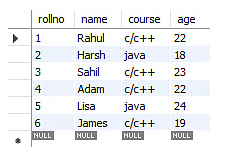 rollno name course age
1 Rahul c/c++ 22
2 Harsh java 18
3 Sahil c/c++ 23
4 Adam c/c++ 22
5 Lisa java 24
6 James c/c++ 19
NULL NULL NULL NULL